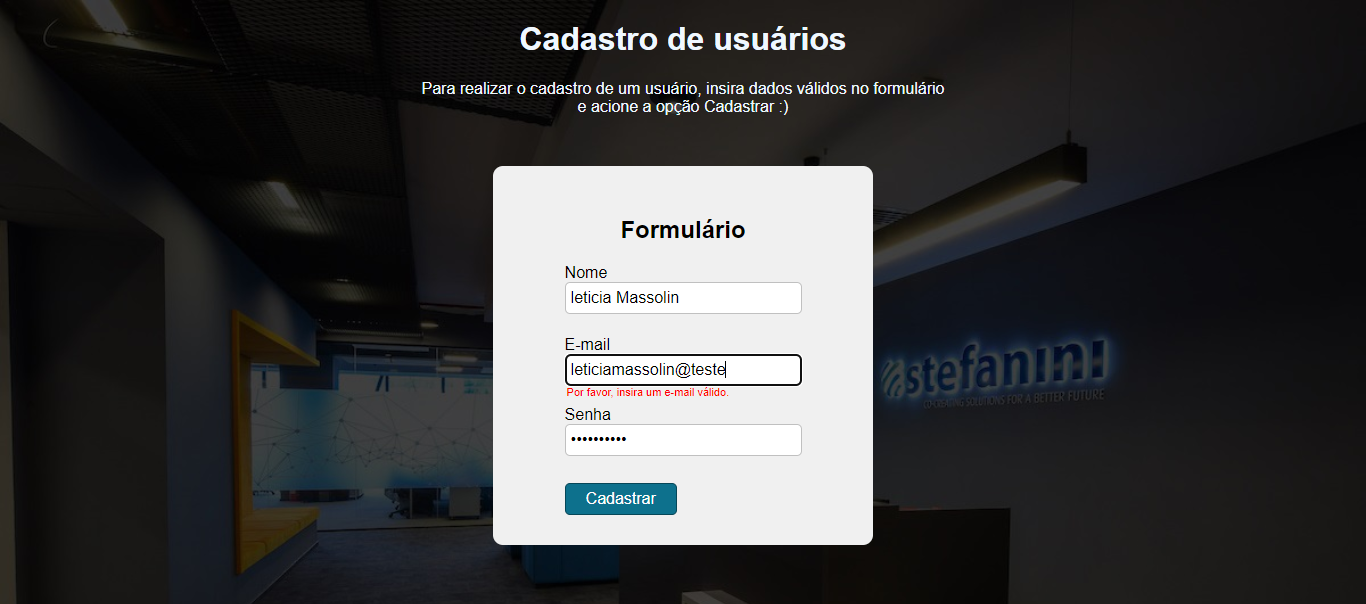 Cadastro de usuários
Para realizar o cadastro de um usuário, insira dados válidos no formulário
e acione a opção Cadastrar :)
Formulário
Nome
leticia Massolin
E-mail
leticiamassolin@teste
Por favor, insira um e-mail válido.
Senha
••••••••••
Cadastrar
stefanini
CO-CREATING SOLUTIONS FOR A BETTER FUTURE